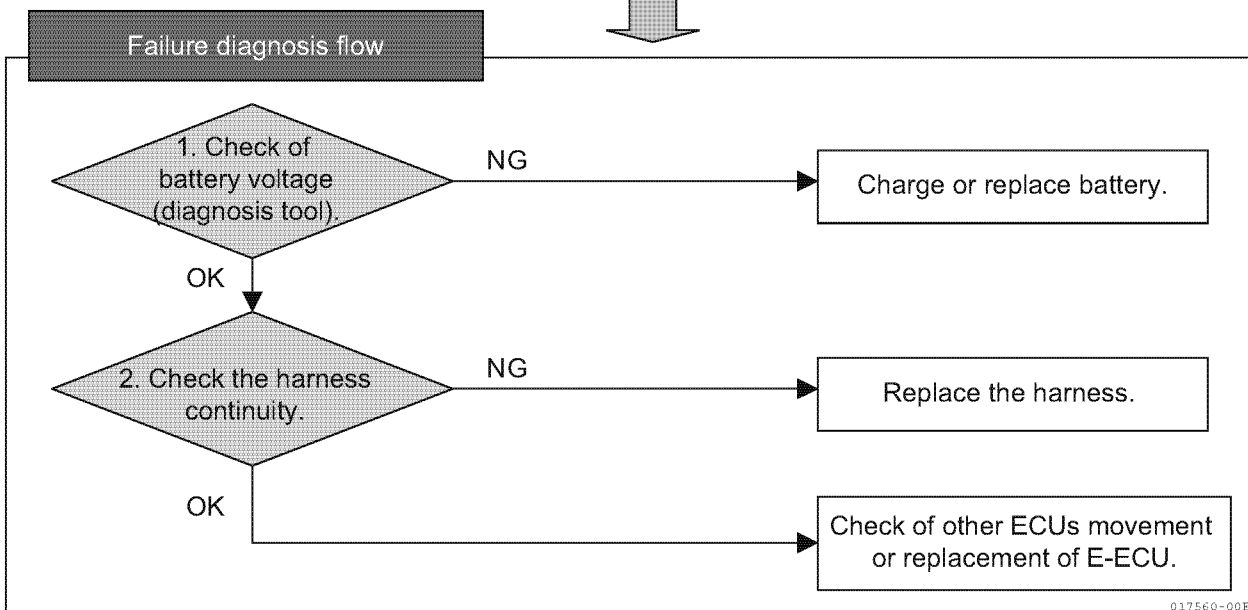 Failure diagnosis flow
1. Check of
battery voltage
(diagnosis tool).
NG
Charge or replace battery.
OK
2. Check the harness
continuity.
NG
Replace the harness.
OK
Check of other ECUs movement
or replacement of E-ECU.
017560-00E